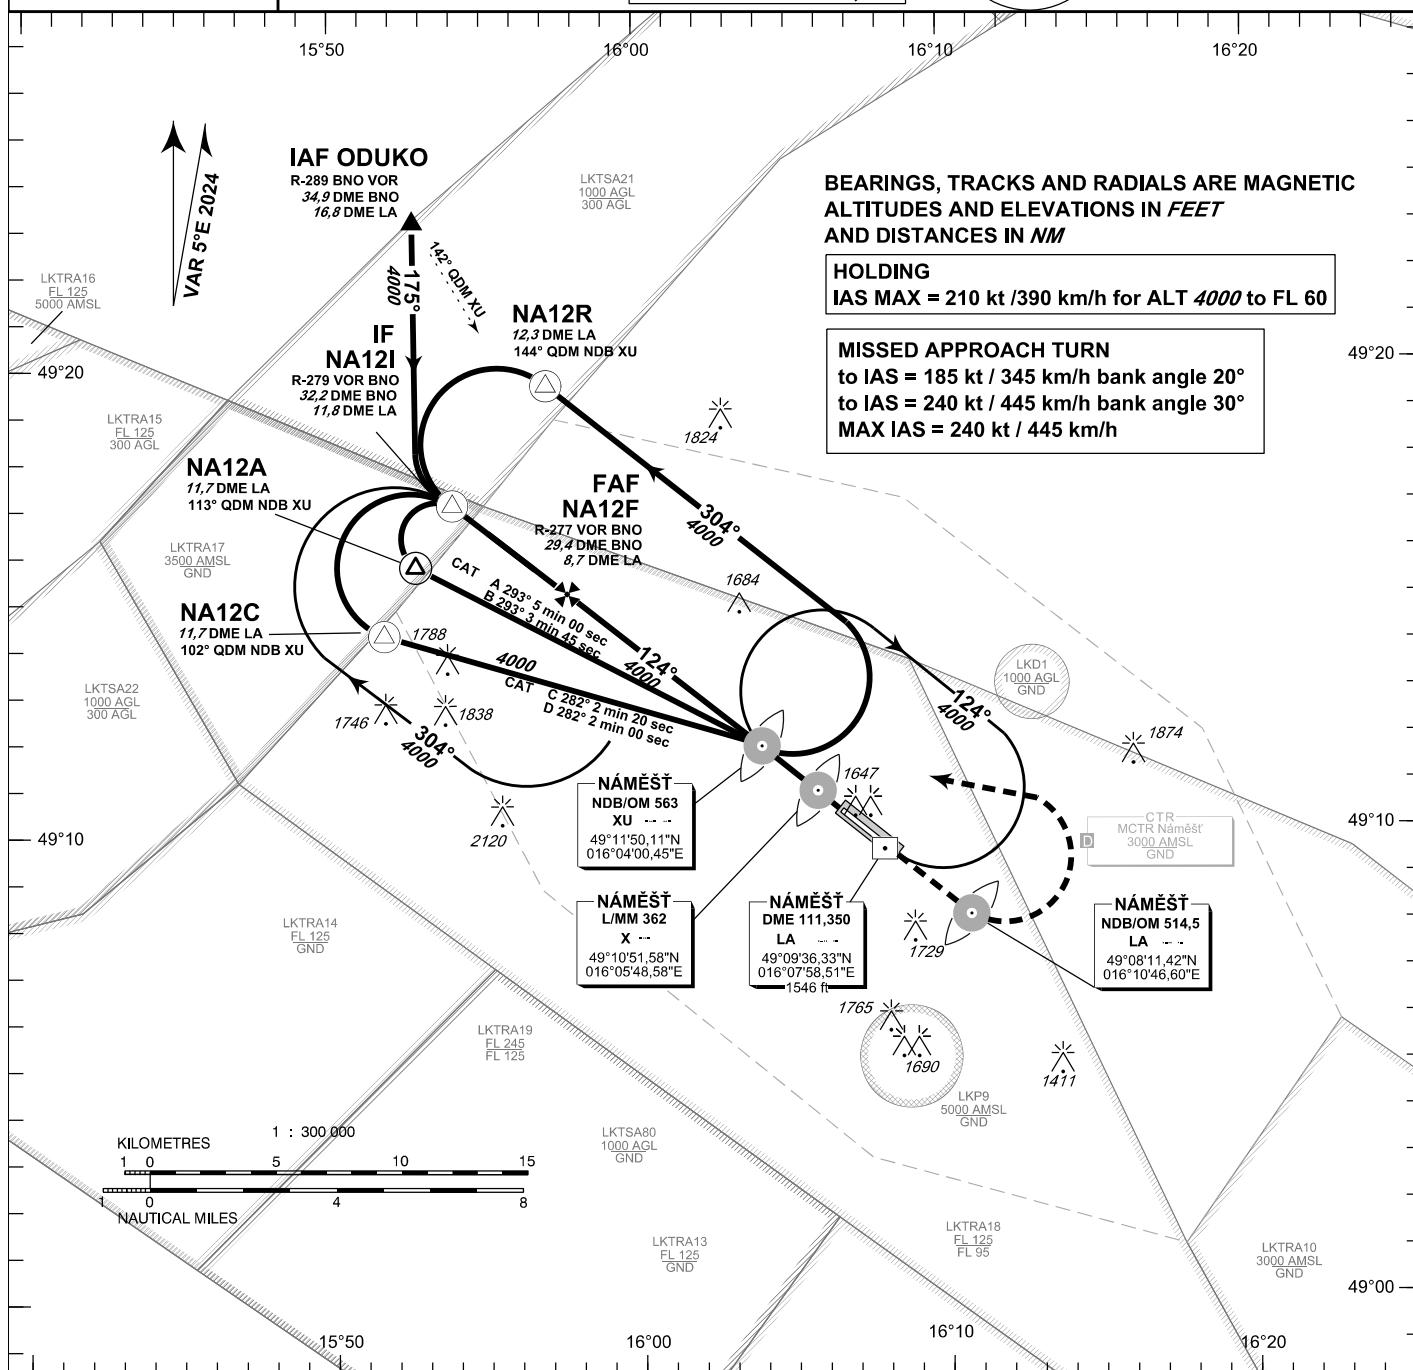 15°50
16°00
16°10
16°20
VAR 5°E 2024
IAF ODUKO
R-289 BNO VOR
34,9 DME BNO
16,8 DME LA
LKTSA21
1000 AGL
300 AGL
BEARINGS, TRACKS AND RADIALS ARE MAGNETIC
ALTITUDES AND ELEVATIONS IN FEET
AND DISTANCES IN NM
HOLDING
IAS MAX = 210 kt /390 km/h for ALT 4000 to FL 60
MISSED APPROACH TURN
to IAS = 185 kt / 345 km/h bank angle 20°
to IAS = 240 kt / 445 km/h bank angle 30°
MAX IAS = 240 kt / 445 km/h
LKTRA16
FL 125
5000 AMSL
175°
4000
142° QDM XU
NA12R
12,3 DME LA
144° QDM NDB XU
IF
NA12I
R-279 VOR BNO
32,2 DME BNO
11,8 DME LA
49°20
49°20
LKTRA15
FL 125
300 AGL
1824
NA12A
11,7 DME LA
113° QDM NDB XU
FAF
NA12F
R-277 VOR BNO
29,4 DME BNO
8,7 DME LA
304°
4000
LKTRA17
3500 AMSL
GND
CAT
A 293° 5 min 00 sec
B 293° 3 min 45 sec
1684
NA12C
11,7 DME LA
102° QDM NDB XU
1788
4000
CAT
C 282° 2 min 20 sec
D 282° 2 min 00 sec
124°
4000
LKD1
1000 AGL
GND
124°
4000
LKTSA22
1000 AGL
300 AGL
1746
1838
304°
4000
1874
NÁMĚŠŤ
NDB/OM 563
XU
49°11'50,11"N
016°04'00,45"E
1647
2120
49°10
49°10
D
CTR
MCTR Náměšť
3000 AMSL
GND
NÁMĚŠŤ
L/MM 362
X
49°10'51,58"N
016°05'48,58"E
NÁMĚŠŤ
DME 111,350
LA
49°09'36,33"N
016°07'58,51"E
1546 ft
1729
NÁMĚŠŤ
NDB/OM 514,5
LA
49°08'11,42"N
016°10'46,60"E
LKTRA14
FL 125
GND
1765
1690
1411
LKP9
5000 AMSL
GND
LKTRA19
FL 245
FL 125
LKTSA80
1000 AGL
GND
1 : 300 000
KILOMETRES
1 0 5 10 15
1 0 4 8
NAUTICAL MILES
LKTRA13
FL 125
GND
LKTRA18
FL 125
FL 95
LKTRA10
3000 AMSL
GND
49°00
15°50
16°00
16°10
16°20